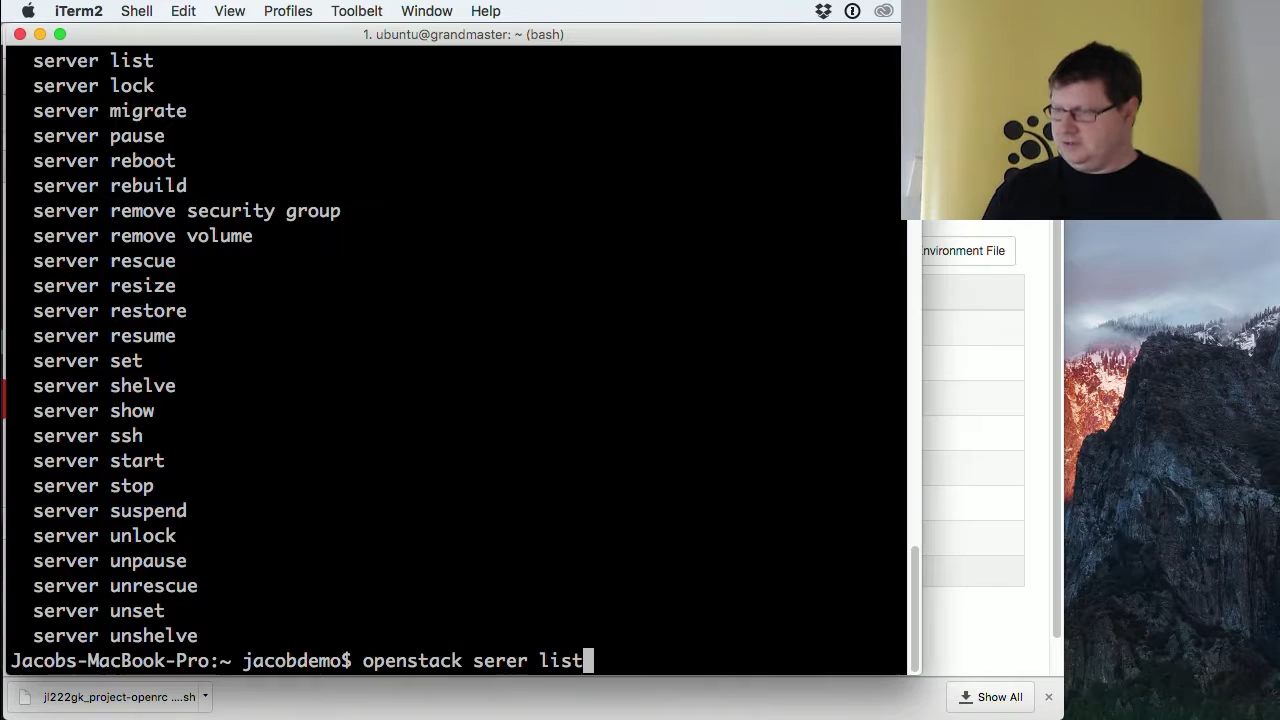 iTerm2 Shell Edit View Profiles Toolbelt Window Help
1. ubuntu@grandmaster: ~ (bash)
server list
server lock
server migrate
server pause
server reboot
server rebuild
server remove security group
server remove volume
nvironment File
server rescue
server resize
server restore
server resume
server set
server shelve
server show
server ssh
server start
server stop
server suspend
server unlock
server unpause
server unrescue
server unset
server unshelve
Jacobs-MacBook-Pro:~ jacobdemo$ openstack serer list
jl222gk_project-openrc ....sh
Show All